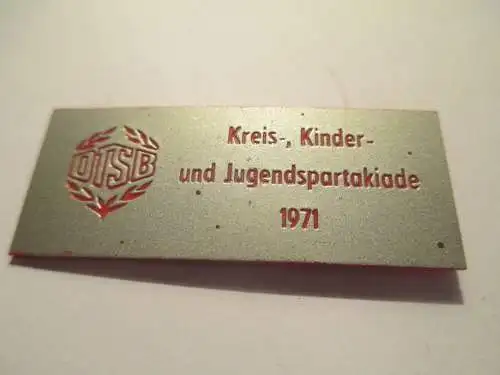 DTSB
Kreis-, Kinder-
und Jugendspartakiade
1971